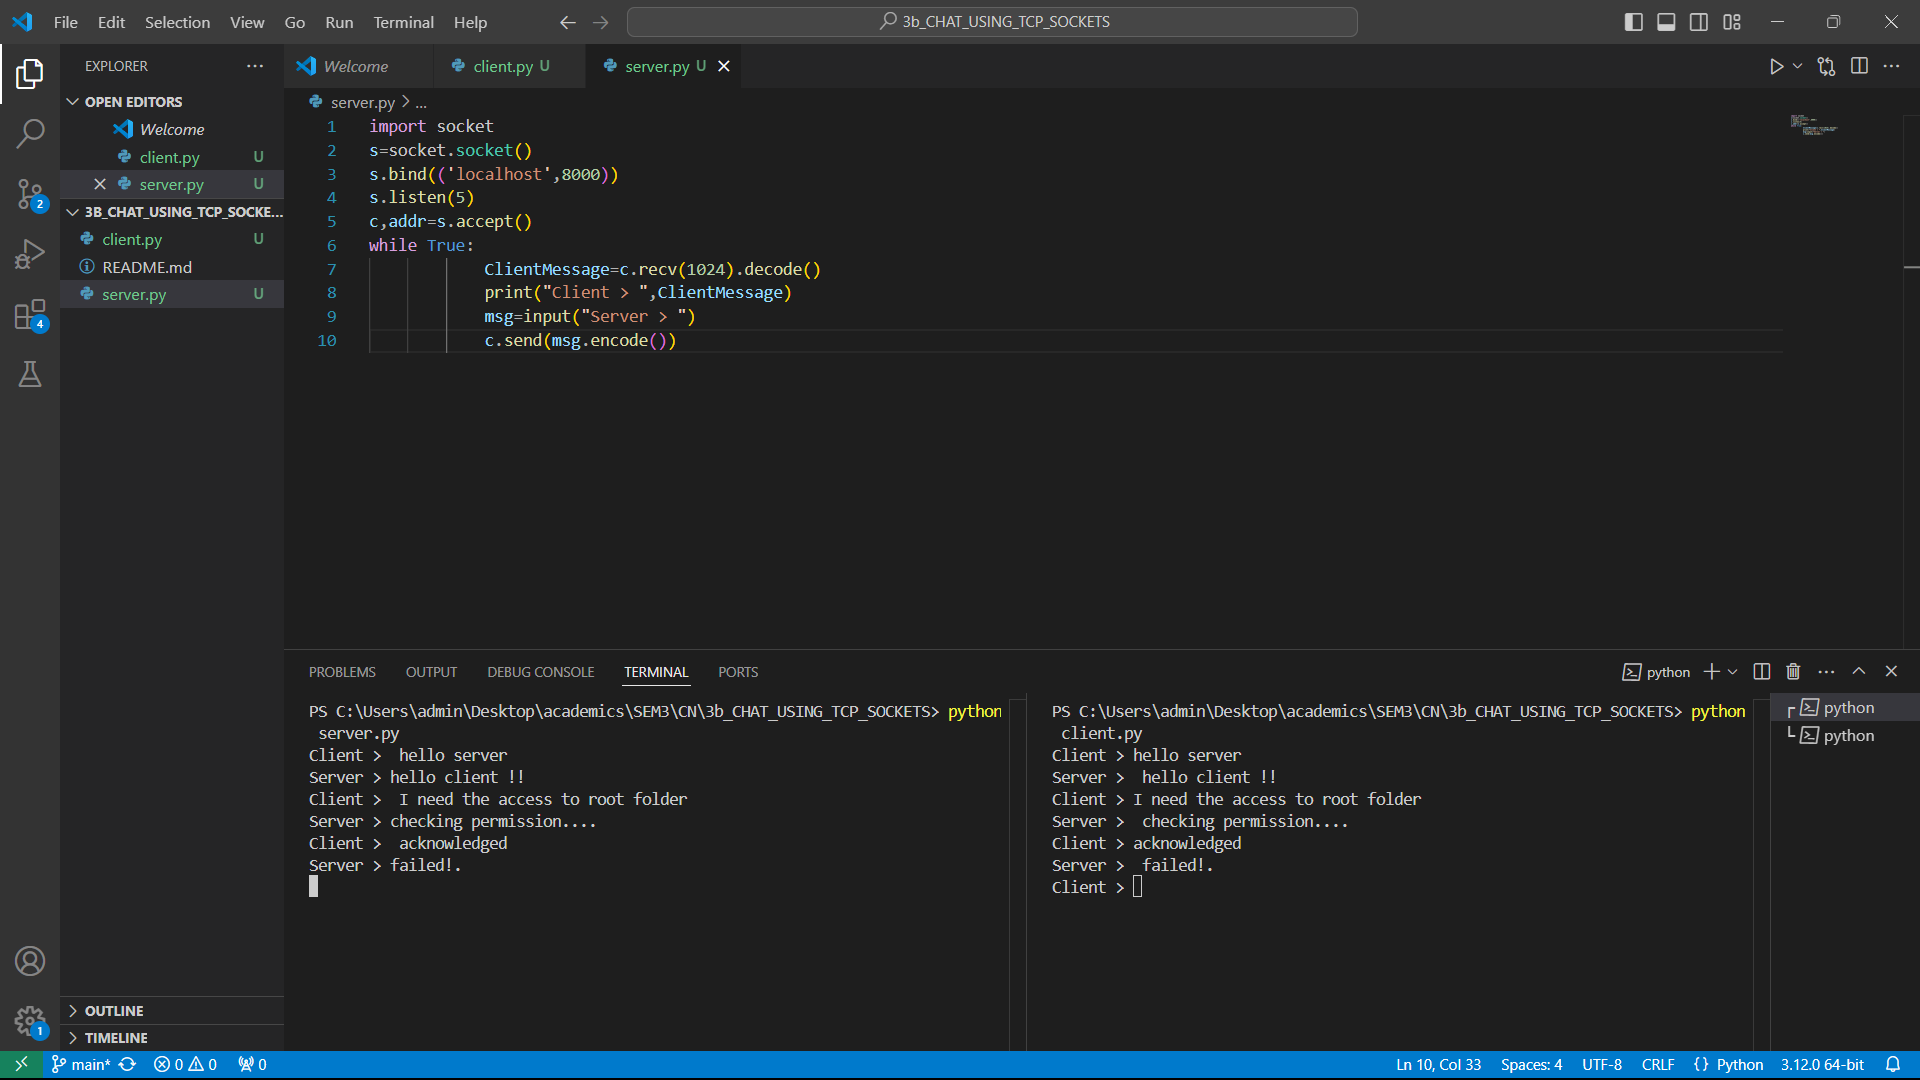 File Edit Selection View Go Run Terminal Help
3b_CHAT_USING_TCP_SOCKETS
EXPLORER
Welcome
client.py U
server.py U
OPEN EDITORS
Welcome
client.py U
server.py U
3B_CHAT_USING_TCP_SOCKE...
client.py U
README.md
server.py U
2
4
server.py > ...
1 import socket
2 s=socket.socket()
3 s.bind(('localhost',8000))
4 s.listen(5)
5 c,addr=s.accept()
6 while True:
7 ClientMessage=c.recv(1024).decode()
8 print("Client > ",ClientMessage)
9 msg=input("Server > ")
10 c.send(msg.encode())
PROBLEMS OUTPUT DEBUG CONSOLE TERMINAL PORTS
python
PS C:\Users\admin\Desktop\academics\SEM3\CN\3b_CHAT_USING_TCP_SOCKETS> python
server.py
Client >  hello server
Server > hello client !!
Client >  I need the access to root folder
Server > checking permission....
Client >  acknowledged
Server > failed!.
PS C:\Users\admin\Desktop\academics\SEM3\CN\3b_CHAT_USING_TCP_SOCKETS> python
client.py
Client > hello server
Server >  hello client !!
Client > I need the access to root folder
Server >  checking permission....
Client > acknowledged
Server >  failed!.
Client >
python
python
OUTLINE
TIMELINE
1
main* 0 0 0
Ln 10, Col 33 Spaces: 4 UTF-8 CRLF {} Python 3.12.0 64-bit